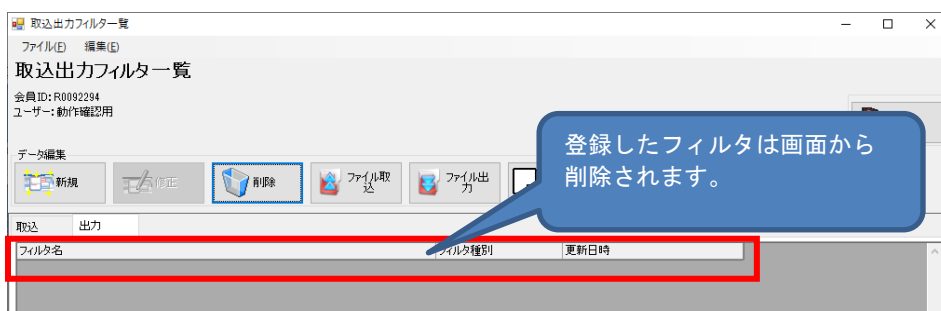 取込出力フィルター覧
ファイル(F) 編集(E)
取込出力フィルター覧
会員ID:R0092294
ユーザー:動作確認用
登録したフィルタは画面から
削除されます。
データ編集
新規 修正 削除 ファイル取
込 ファイル出
力
取込 出力
フィルタ名 フィルタ種別 更新日時